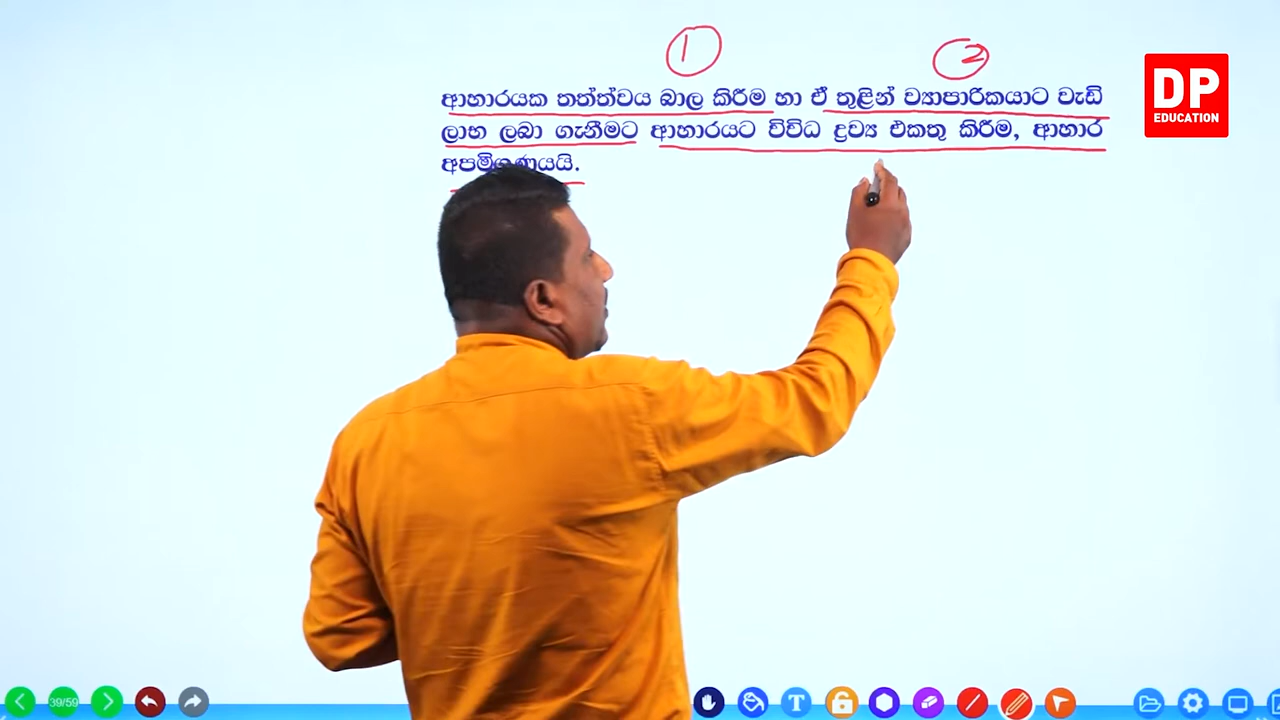 1 2
ආහාරයක තත්ත්වය බාල කිරීම හා ඒ තුළින් ව්‍යාපාරිකයාට වැඩි
ලාභ ලබා ගැනීමට ආහාරයට විවිධ ද්‍රව්‍ය එකතු කිරීම, ආහාර
අපමිශ්‍රණයයි.
DP
EDUCATION
39/59
T